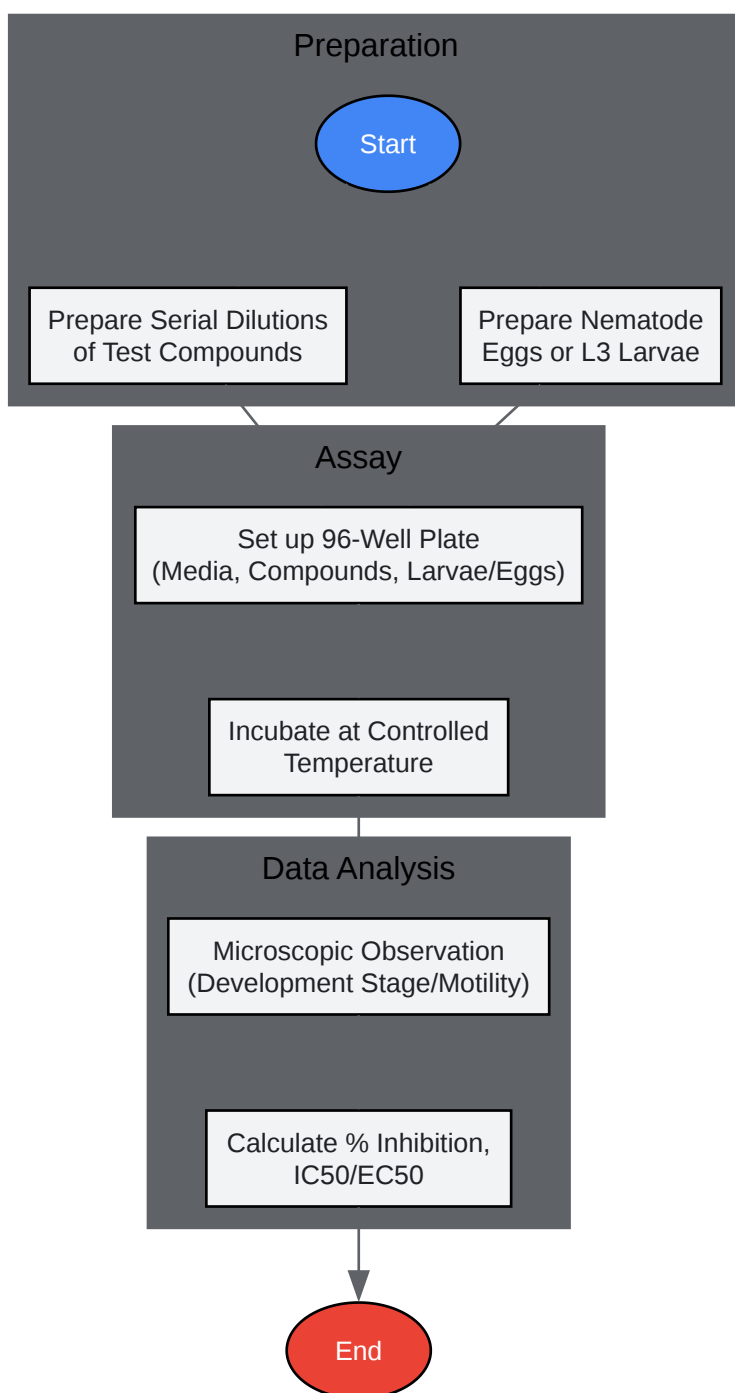 Preparation
Start
Prepare Serial Dilutions
of Test Compounds
Prepare Nematode
Eggs or L3 Larvae
Assay
Set up 96-Well Plate
(Media, Compounds, Larvae/Eggs)
Incubate at Controlled
Temperature
Data Analysis
Microscopic Observation
(Development Stage/Motility)
Calculate % Inhibition,
IC50/EC50
End